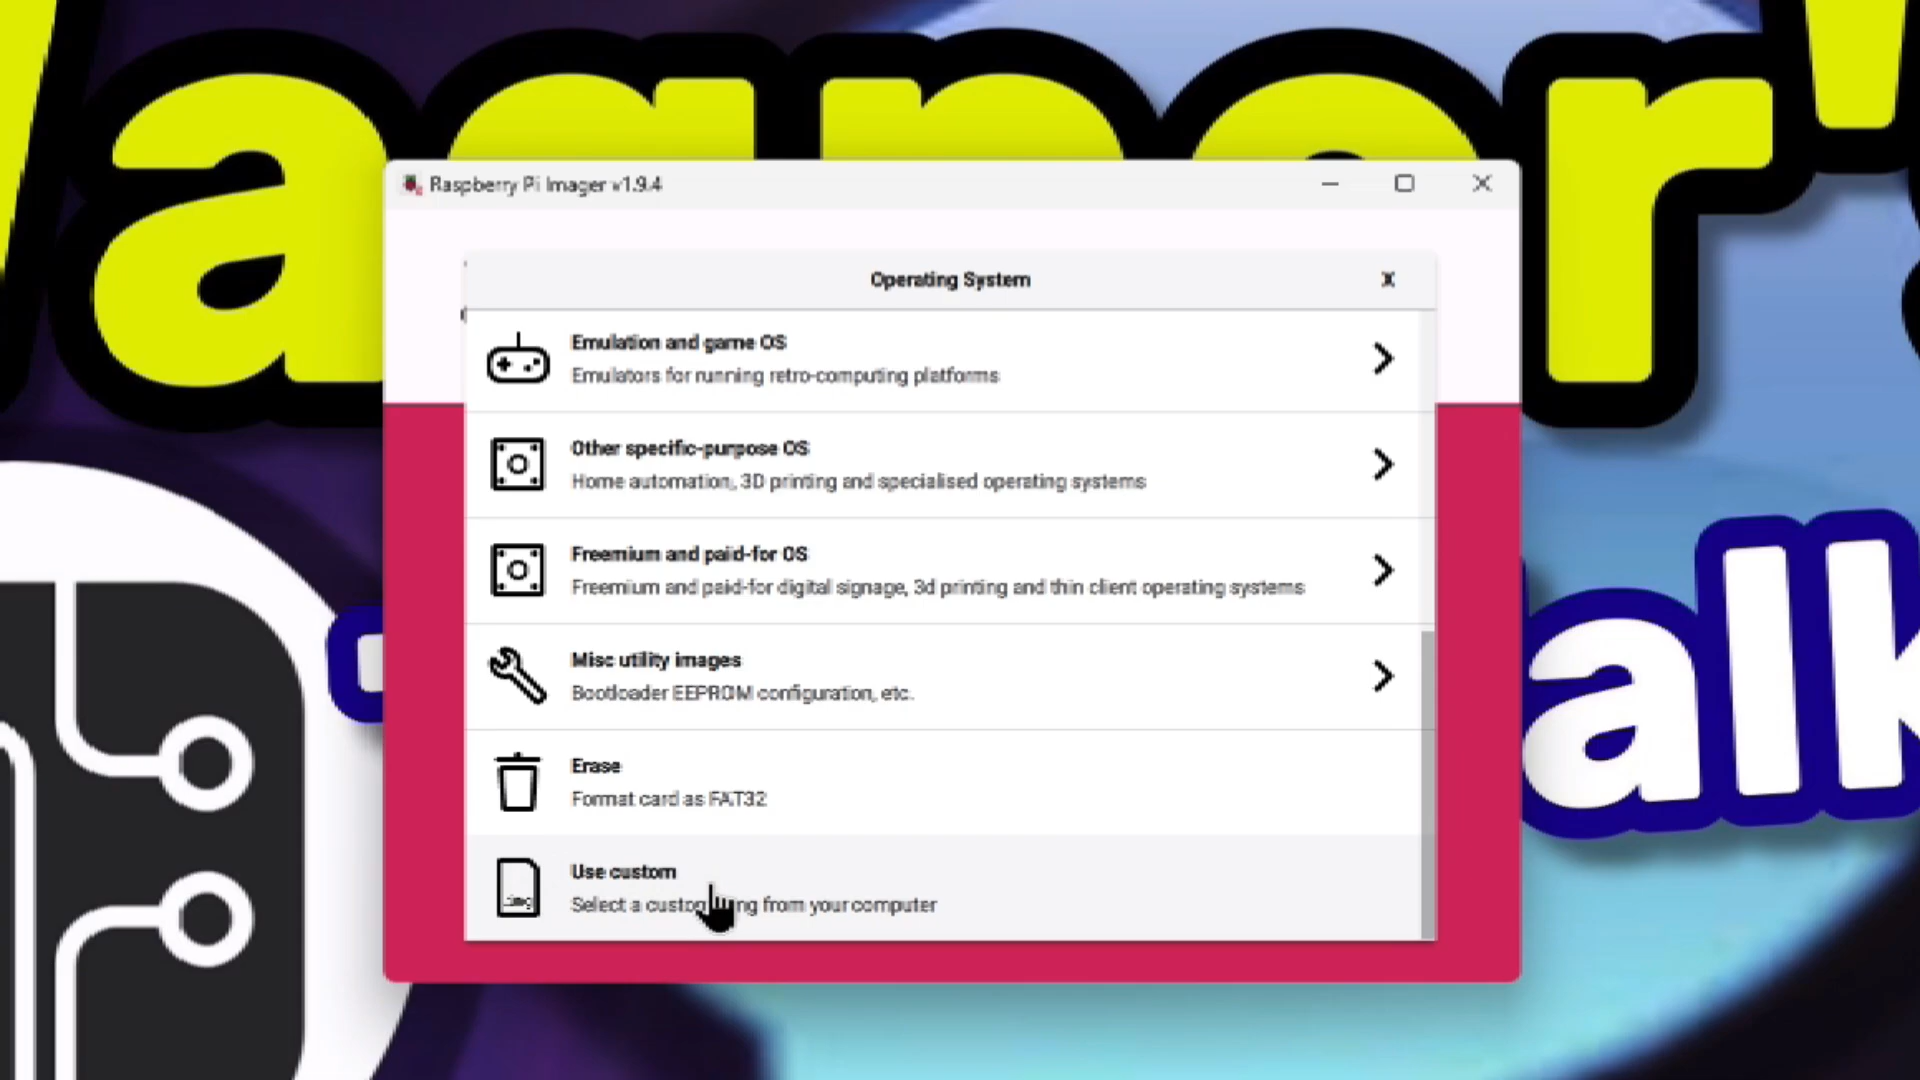 Raspberry Pi Imager v1.9.4
Operating System
X
Emulation and game OS
Emulators for running retro-computing platforms
Other specific-purpose OS
Home automation, 3D printing and specialised operating systems
Freemium and paid-for OS
Freemium and paid-for digital signage, 3d printing and thin client operating systems
Misc utility images
Bootloader EEPROM configuration, etc.
Erase
Format card as FAT32
.img
Use custom
Select a custom .img from your computer